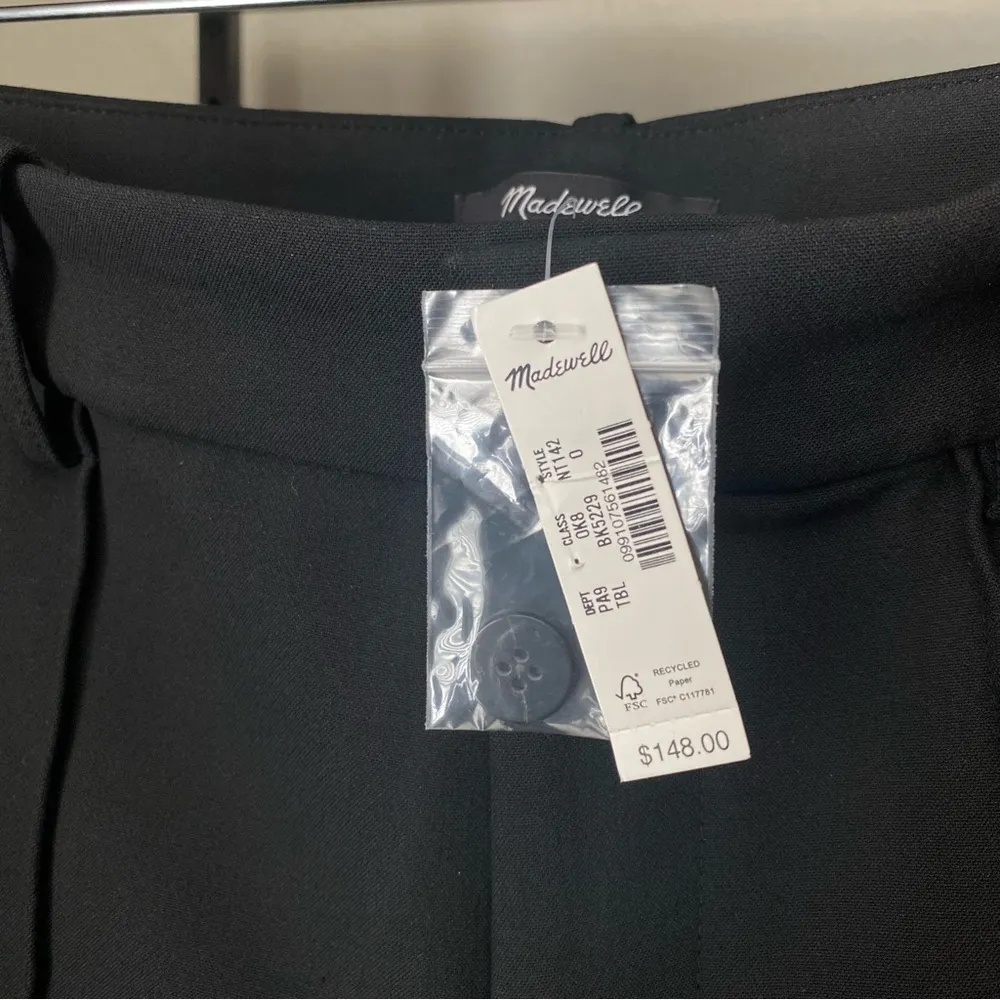 Madewell
Madewell
STYLE
NT142
0
CLASS
0K8
BK5229
DEPT
PA9
TBL
099107561482
RECYCLED
Paper
FSC
FSC® C117781
$148.00